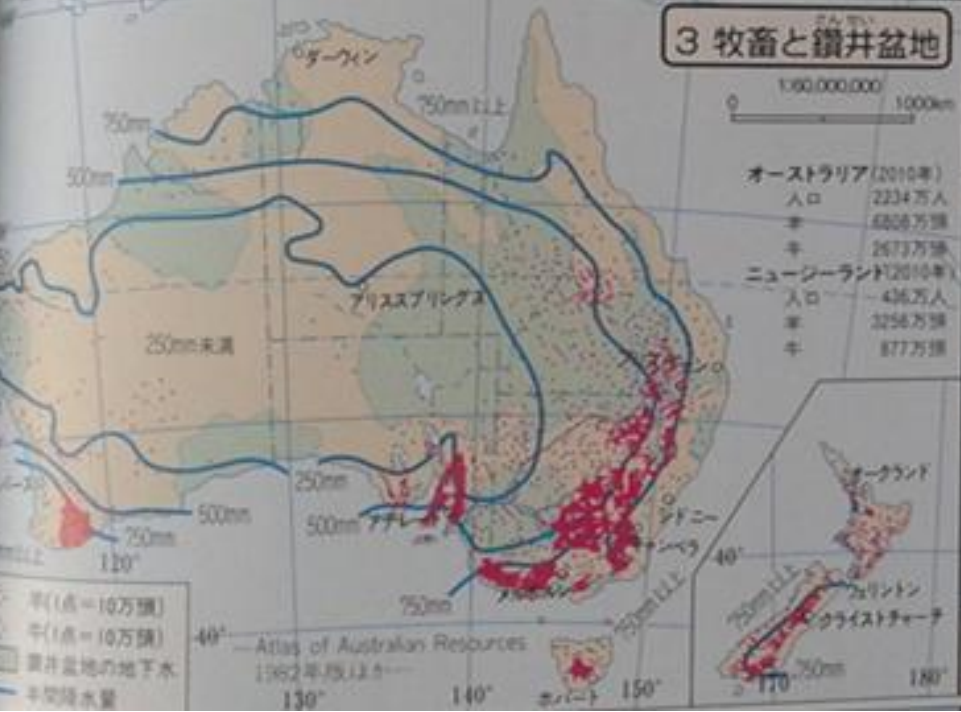 さんせい
3 牧畜と鑽井盆地
1:60,000,000
0 1000km
ダーウィン
750mm以上
750mm
500mm
オーストラリア(2010年)
人口 2234万人
羊 6808万頭
牛 2673万頭
ニュージーランド(2010年)
人口 436万人
羊 3256万頭
牛 877万頭
アリススプリングス
250mm未満
250mm
500mm
500mm
750mm
シドニー
キャンベラ
メルボルン
750mm
750mm以上
ホバート
オークランド
ウェリントン
クライストチャーチ
750mm以上
750mm
120°
130°
140°
150°
170°
180°
40°
40°
羊(1点=10万頭)
牛(1点=10万頭)
鑽井盆地の地下水
年間降水量
Atlas of Australian Resources
1982年版ほか